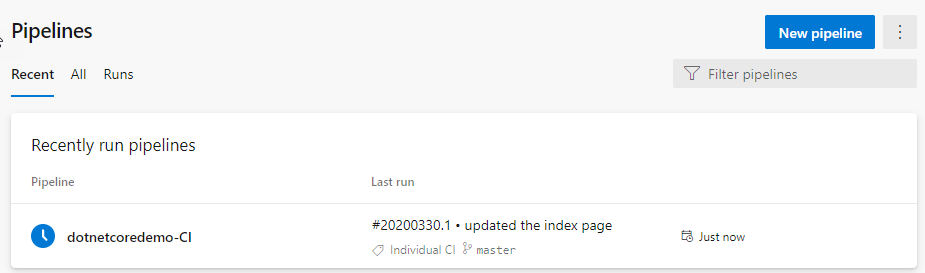 Pipelines
New pipeline
Recent All Runs
Filter pipelines
Recently run pipelines
Pipeline Last run
dotnetcoredemo-CI
#20200330.1 • updated the index page
Individual CI master
Just now